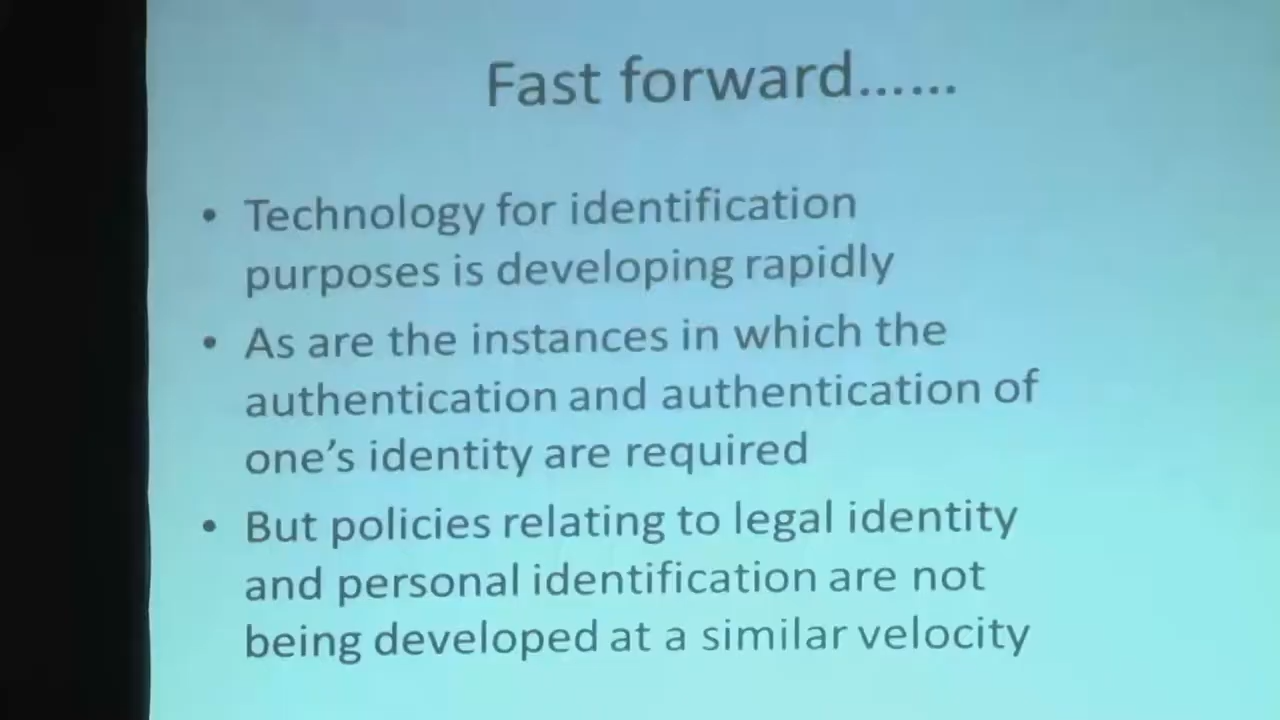 Fast forward......
• Technology for identification
purposes is developing rapidly
• As are the instances in which the
authentication and authentication of
one’s identity are required
• But policies relating to legal identity
and personal identification are not
being developed at a similar velocity